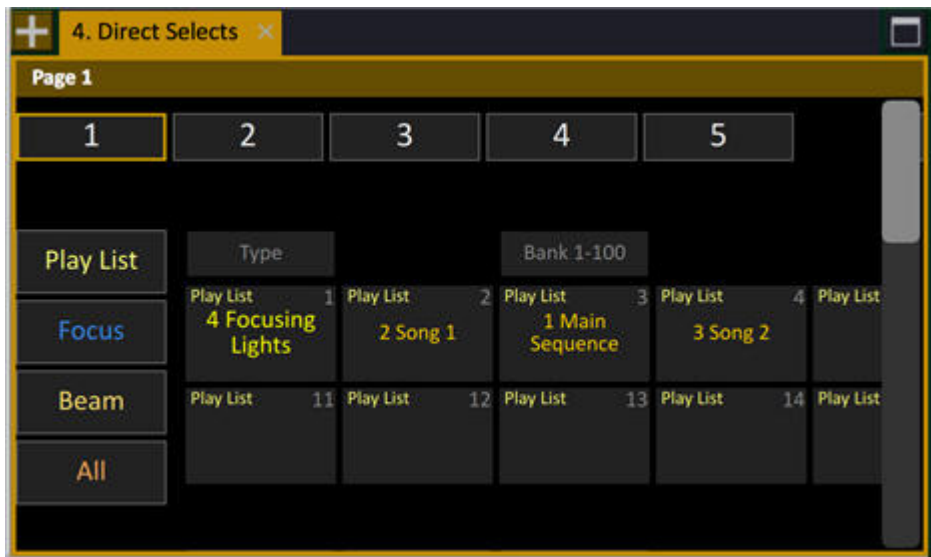 4. Direct Selects
Page 1
1 2 3 4 5
Play List
Focus
Beam
All
Type Bank 1-100
Play List 1 Play List 2 Play List 3 Play List 4 Play List
4 Focusing
Lights
2 Song 1
1 Main
Sequence
3 Song 2
Play List 11 Play List 12 Play List 13 Play List 14 Play List